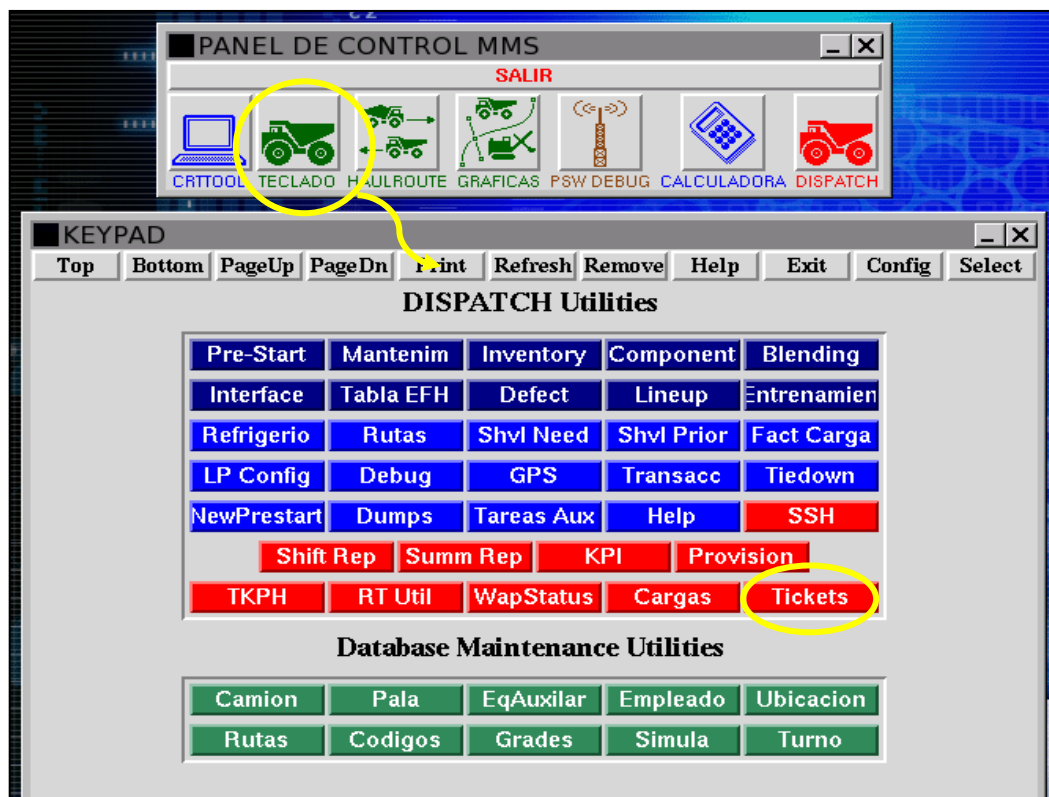 PANEL DE CONTROL MMS
SALIR
CRTTOOL TECLADO HAULROUTE GRAFICAS PSW DEBUG CALCULADORA DISPATCH
KEYPAD
Top Bottom PageUp PageDn Print Refresh Remove Help Exit Config Select
DISPATCH Utilities
Pre-Start Mantenim Inventory Component Blending
Interface Tabla EFH Defect Lineup Entrenamien
Refrigerio Rutas Shvl Need Shvl Prior Fact Carga
LP Config Debug GPS Transacc Tiedown
NewPrestart Dumps Tareas Aux Help SSH
Shift Rep Summ Rep KPI Provision
TKPH RT Util WapStatus Cargas Tickets
Database Maintenance Utilities
Camion Pala EqAuxilar Empleado Ubicacion
Rutas Codigos Grades Simula Turno